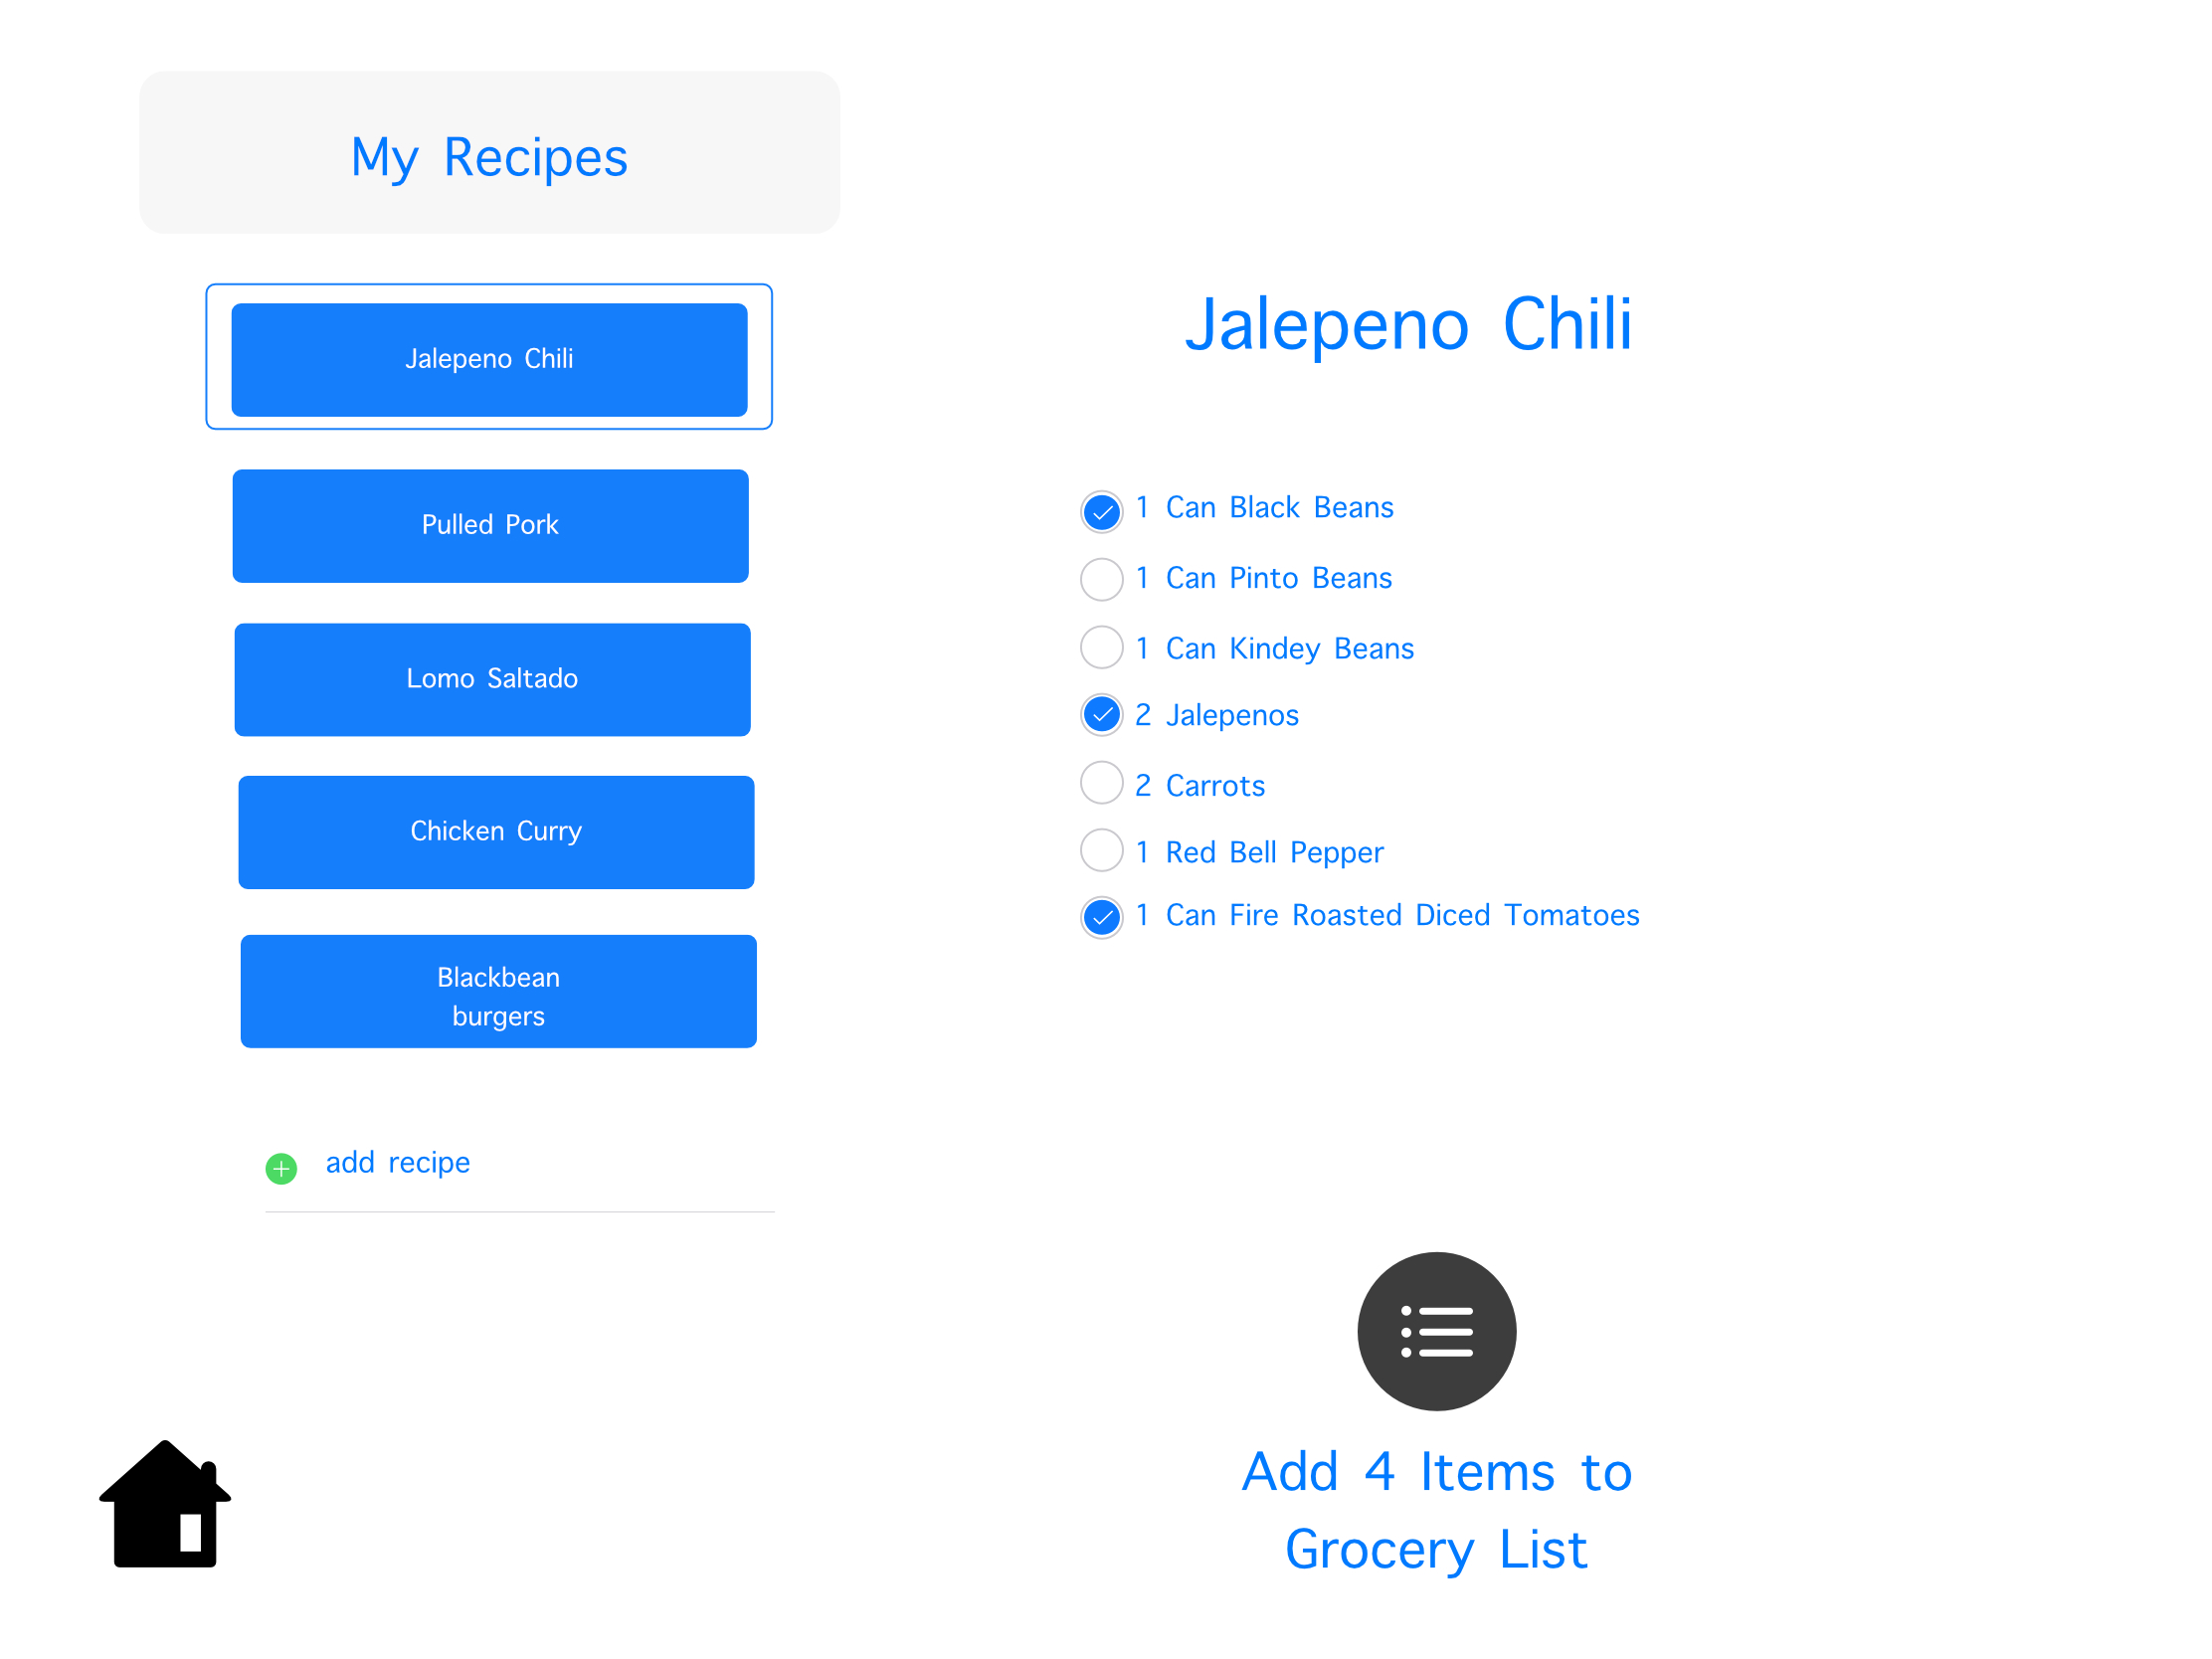 My Recipes
Jalepeno Chili
Pulled Pork
Lomo Saltado
Chicken Curry
Blackbean
burgers
add recipe
Jalepeno Chili
1 Can Black Beans
1 Can Pinto Beans
1 Can Kindey Beans
2 Jalepenos
2 Carrots
1 Red Bell Pepper
1 Can Fire Roasted Diced Tomatoes
Add 4 Items to
Grocery List